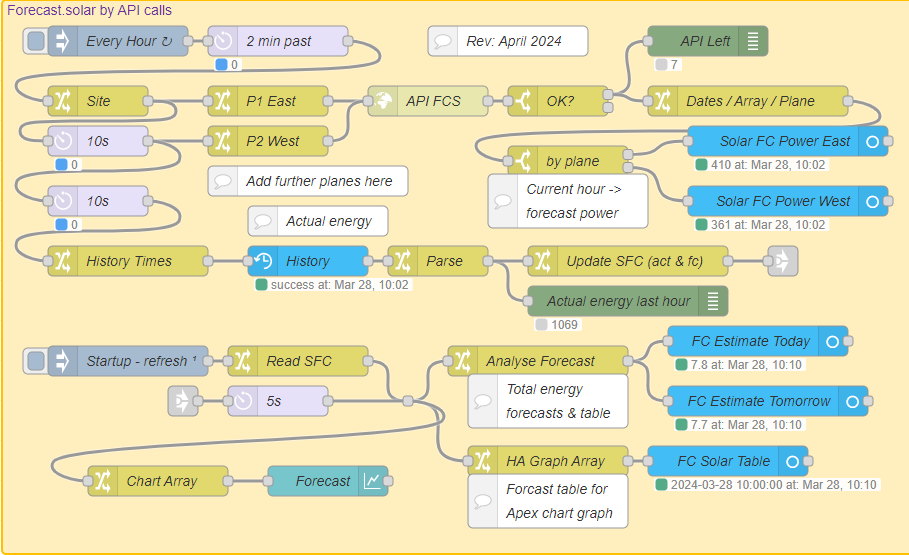 Forecast.solar by API calls
Every Hour ↻
2 min past
0
Rev: April 2024
API Left
7
Site
P1 East
API FCS
OK?
Dates / Array / Plane
10s
0
P2 West
by plane
Solar FC Power East
410 at: Mar 28, 10:02
Add further planes here
Current hour ->
forecast power
Solar FC Power West
361 at: Mar 28, 10:02
10s
0
Actual energy
History Times
History
success at: Mar 28, 10:02
Parse
Update SFC (act & fc)
Actual energy last hour
1069
Startup - refresh ¹
Read SFC
Analyse Forecast
FC Estimate Today
7.8 at: Mar 28, 10:10
5s
Total energy
forecasts & table
FC Estimate Tomorrow
7.7 at: Mar 28, 10:10
Chart Array
Forecast
HA Graph Array
FC Solar Table
2024-03-28 10:00:00 at: Mar 28, 10:10
Forcast table for
Apex chart graph